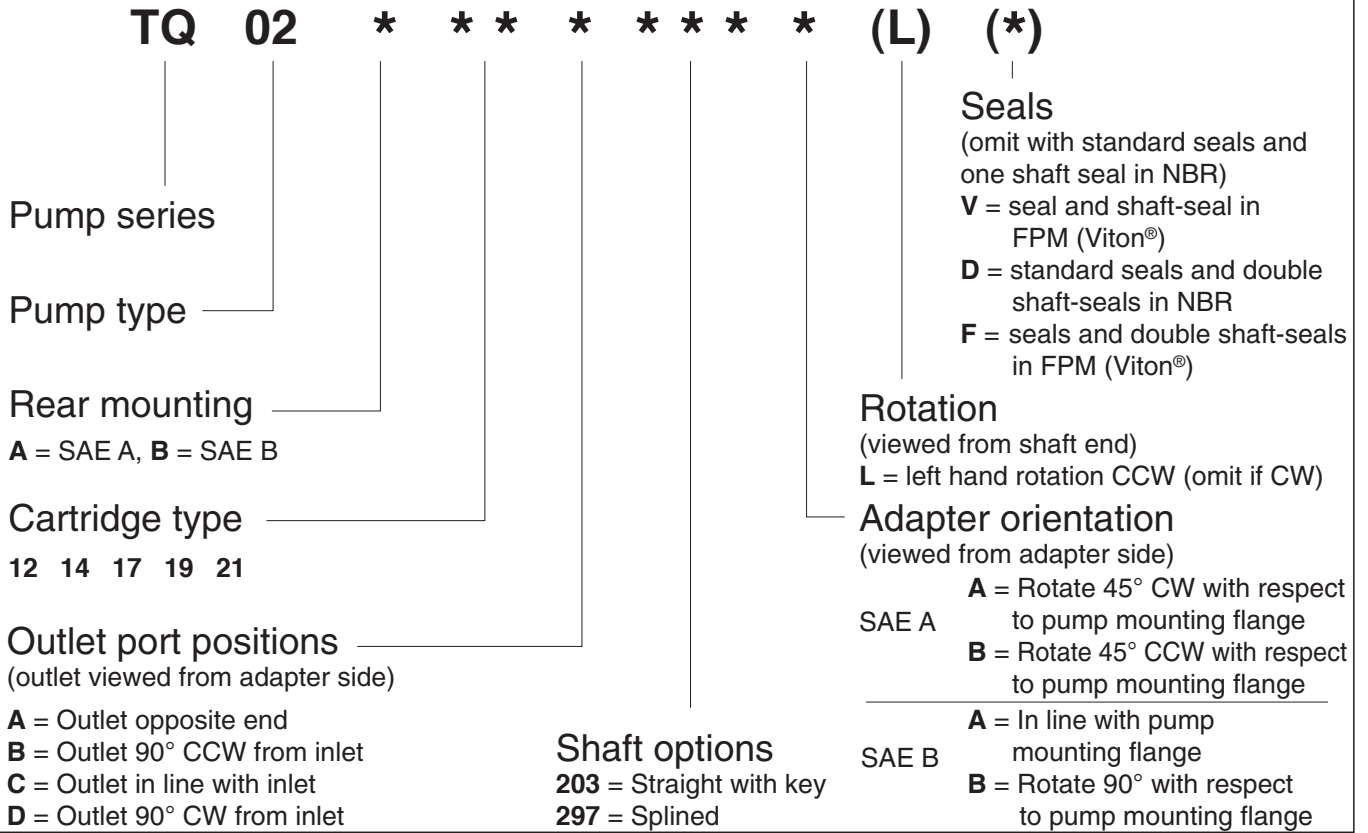 TQ 02 * * * * * * * * (L) (*)
Pump series
Pump type
Rear mounting
A = SAE A, B = SAE B
Cartridge type
12 14 17 19 21
Outlet port positions
(outlet viewed from adapter side)
A = Outlet opposite end
B = Outlet 90° CCW from inlet
C = Outlet in line with inlet
D = Outlet 90° CW from inlet
Shaft options
203 = Straight with key
297 = Splined
Seals
(omit with standard seals and
one shaft seal in NBR)
V = seal and shaft-seal in
FPM (Viton®)
D = standard seals and double
shaft-seals in NBR
F = seals and double shaft-seals
in FPM (Viton®)
Rotation
(viewed from shaft end)
L = left hand rotation CCW (omit if CW)
Adapter orientation
(viewed from adapter side)
SAE A
A = Rotate 45° CW with respect
to pump mounting flange
B = Rotate 45° CCW with respect
to pump mounting flange
SAE B
A = In line with pump
mounting flange
B = Rotate 90° with respect
to pump mounting flange